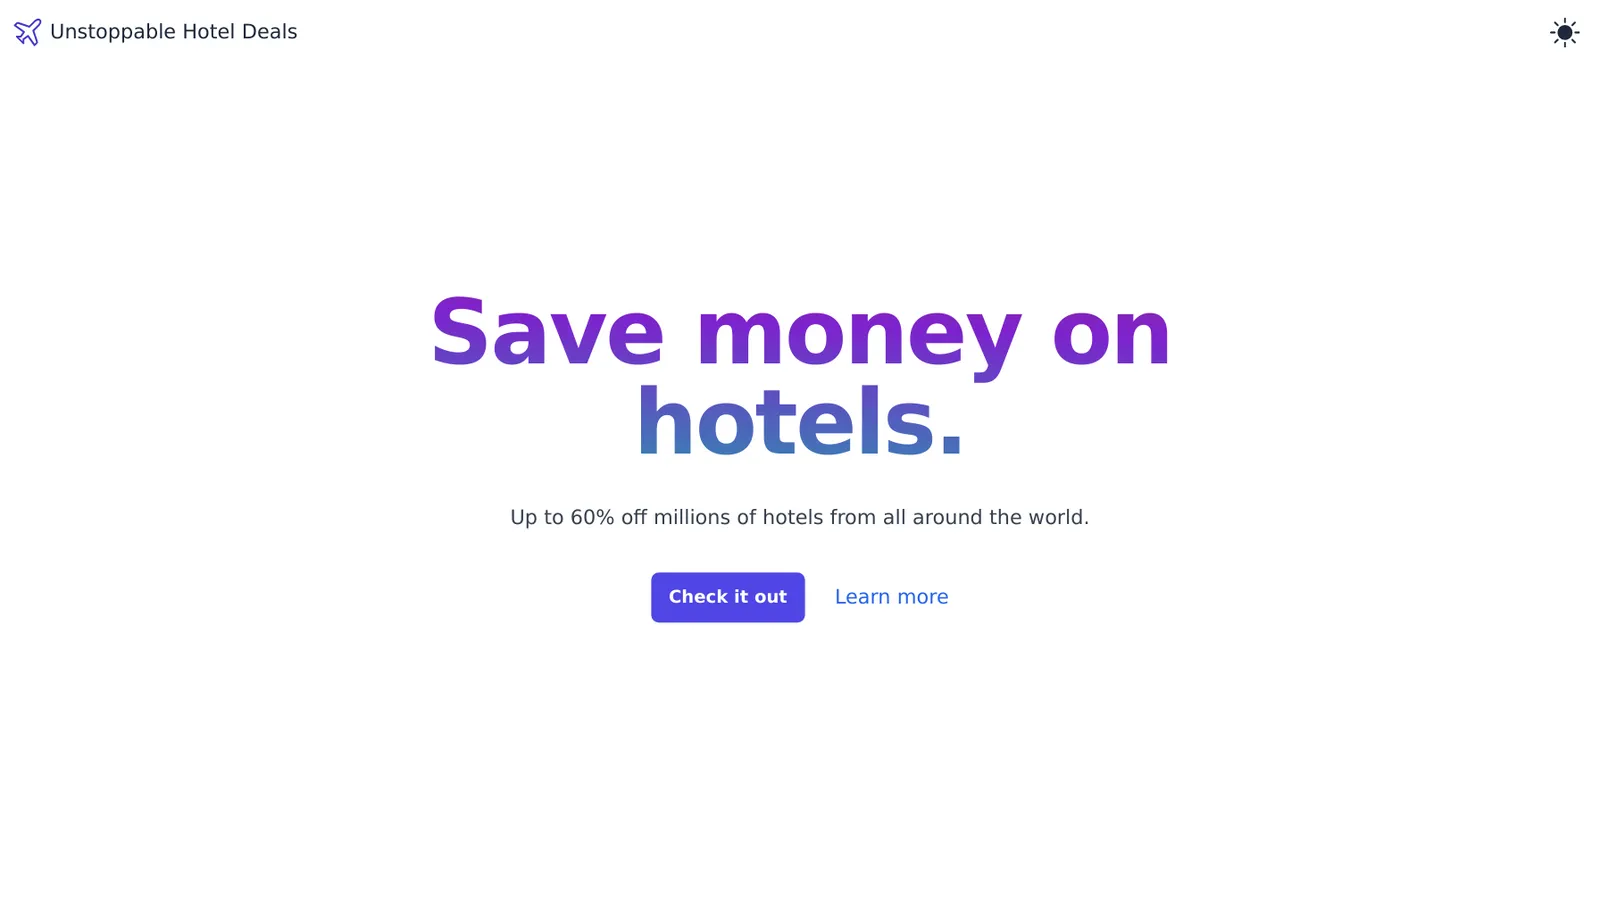 Unstoppable Hotel Deals
Save money on
hotels.
Up to 60% off millions of hotels from all around the world.
Check it out
Learn more